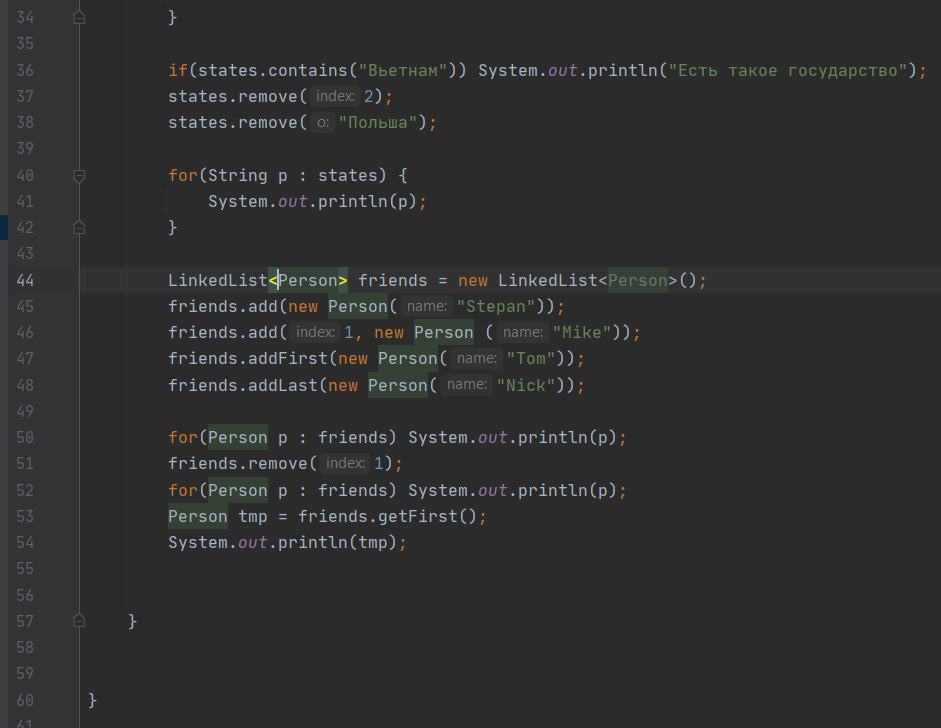 34 }
35
36 if(states.contains("Вьетнам")) System.out.println("Есть такое государство");
37 states.remove( index: 2);
38 states.remove( o: "Польша");
39
40 for(String p : states) {
41 System.out.println(p);
42 }
43
44 LinkedList<Person> friends = new LinkedList<Person>();
45 friends.add(new Person( name: "Stepan"));
46 friends.add( index: 1, new Person ( name: "Mike"));
47 friends.addFirst(new Person( name: "Tom"));
48 friends.addLast(new Person( name: "Nick"));
49
50 for(Person p : friends) System.out.println(p);
51 friends.remove( index: 1);
52 for(Person p : friends) System.out.println(p);
53 Person tmp = friends.getFirst();
54 System.out.println(tmp);
55
56
57 }
58
59
60 }
61